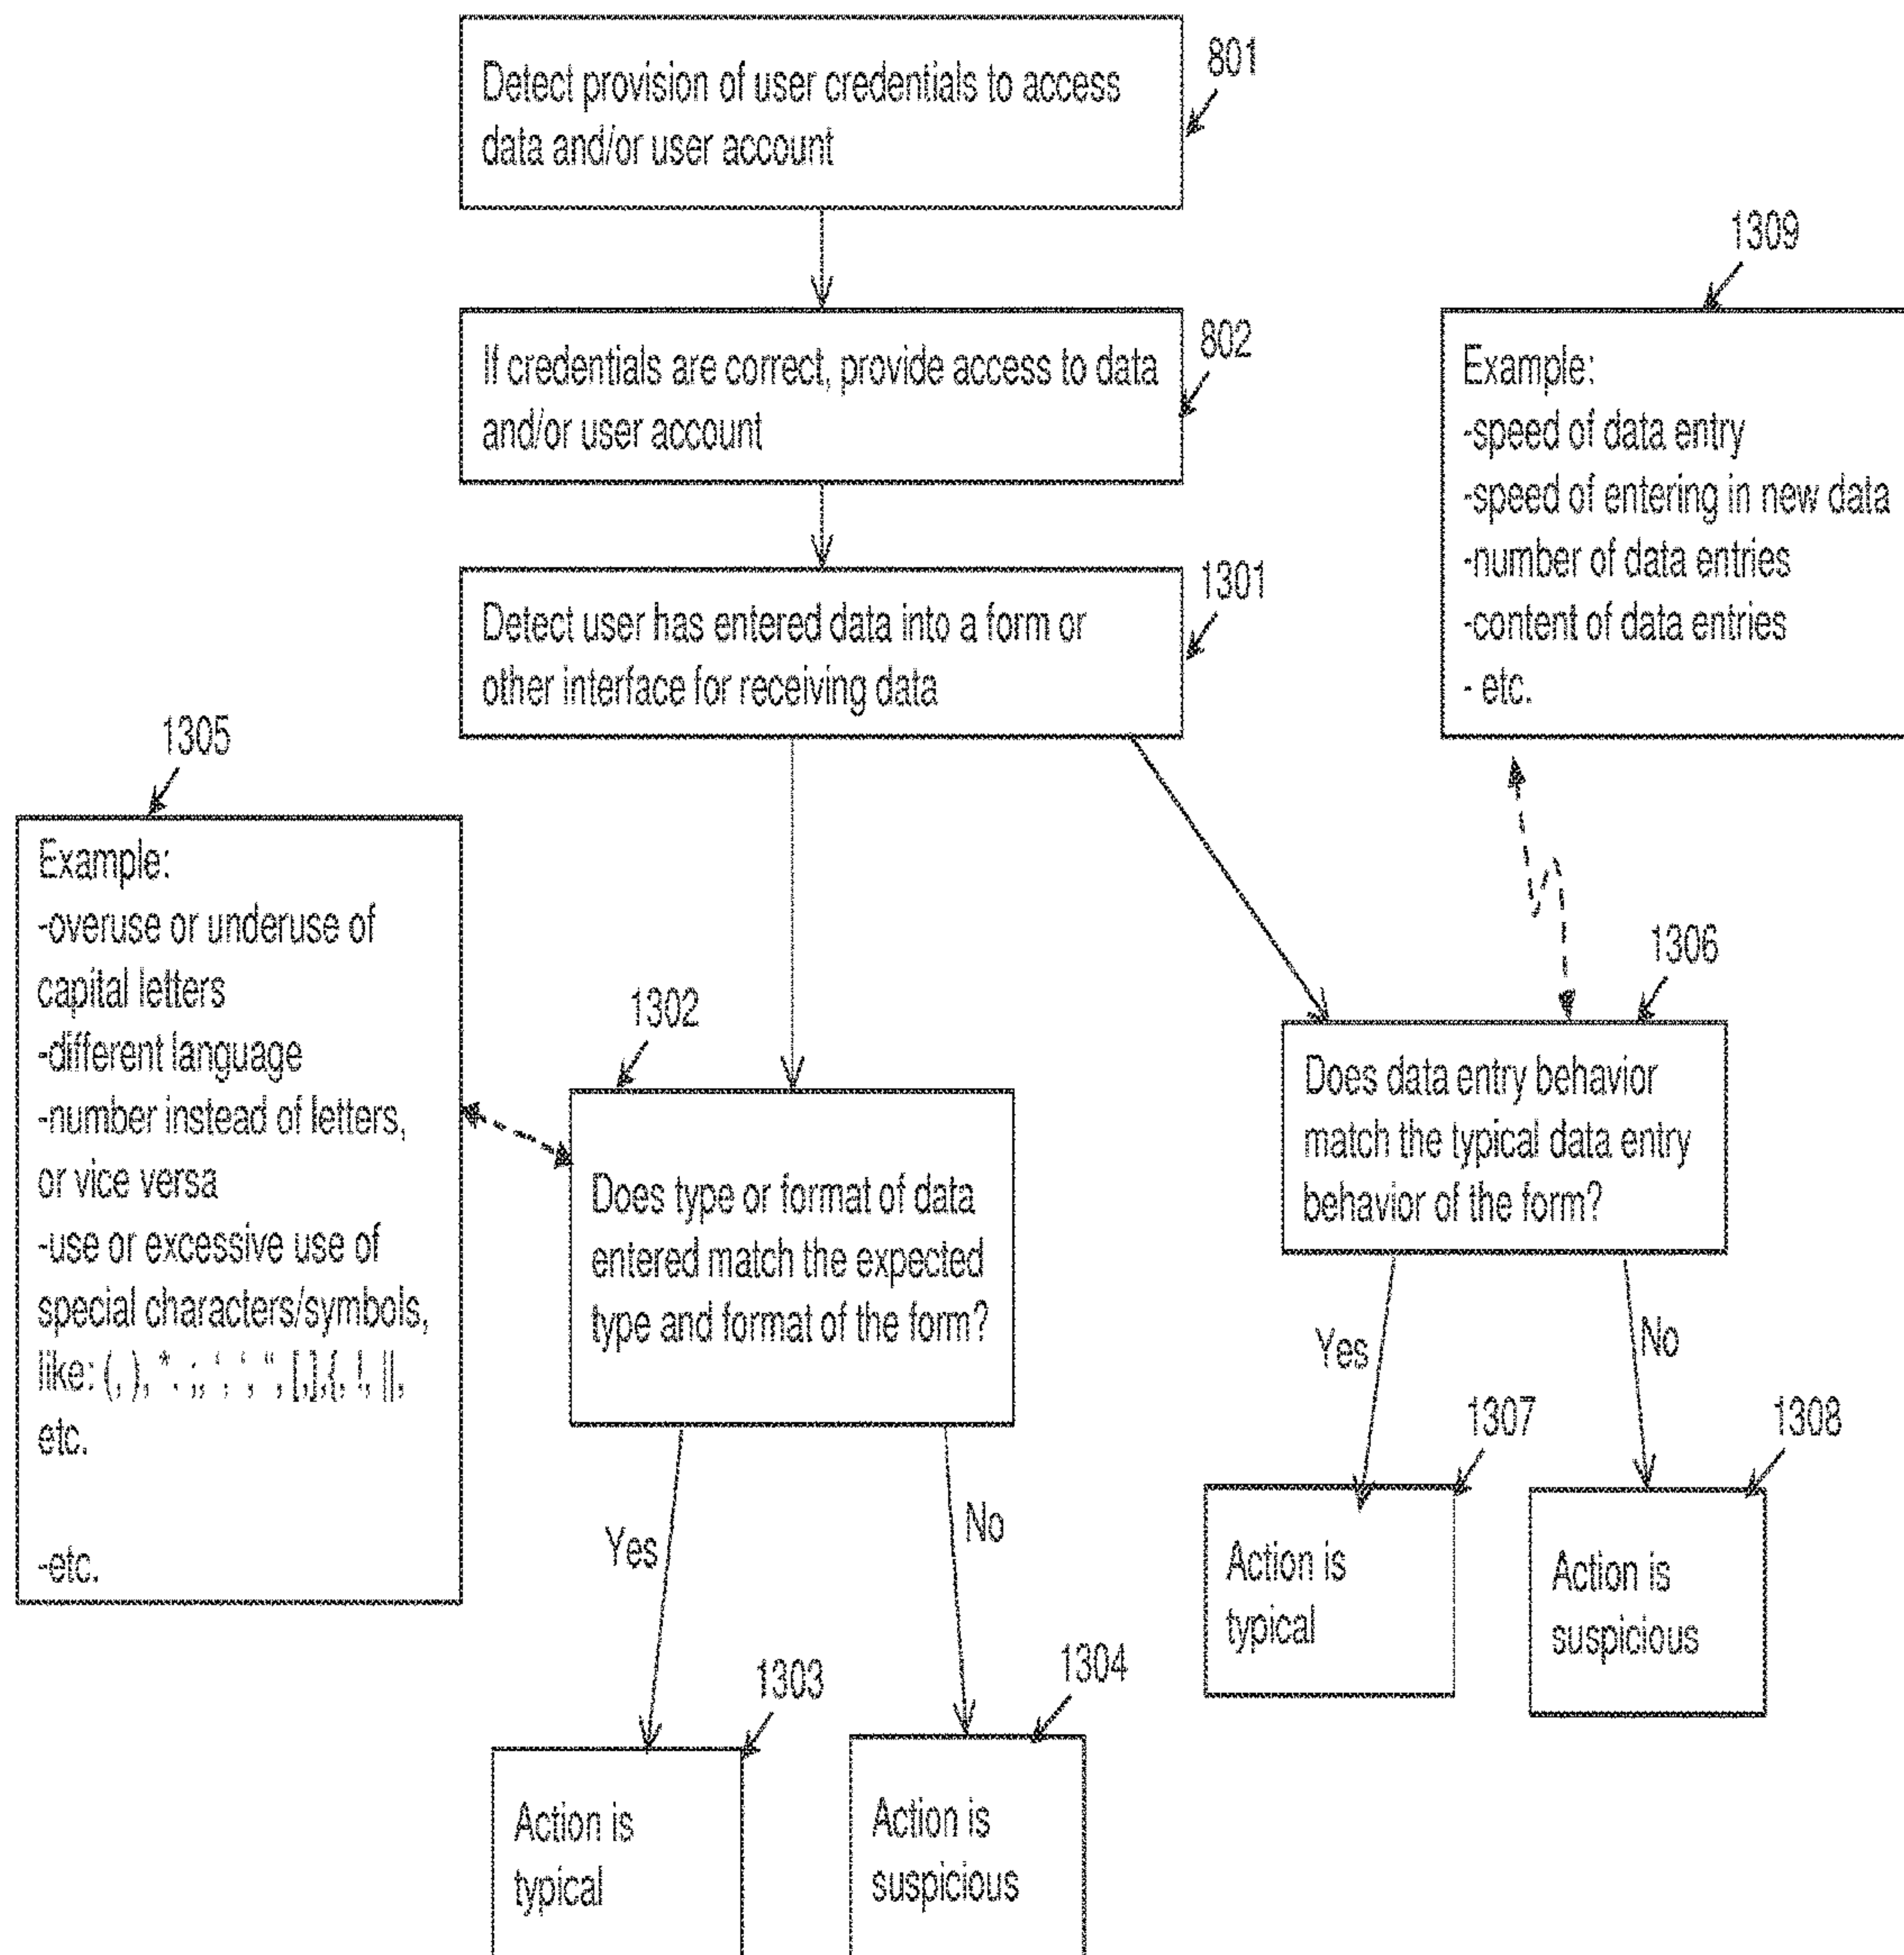 801
Detect provision of user credentials to access
data and/or user account
802
If credentials are correct, provide access to data
and/or user account
1309
Example:
-speed of data entry
-speed of entering in new data
-number of data entries
-content of data entries
- etc.
1301
Detect user has entered data into a form or
other interface for receiving data
1305
Example:
-overuse or underuse of
capital letters
-different language
-number instead of letters,
or vice versa
-use or excessive use of
special characters/symbols,
like:
etc.
-etc.
1302
Does type or format of data
entered match the expected
type and format of the form?
1306
Does data entry behavior
match the typical data entry
behavior of the form?
Yes
No
1307
Action is
typical
1308
Action is
suspicious
Yes
No
1303
Action is
typical
1304
Action is
suspicious